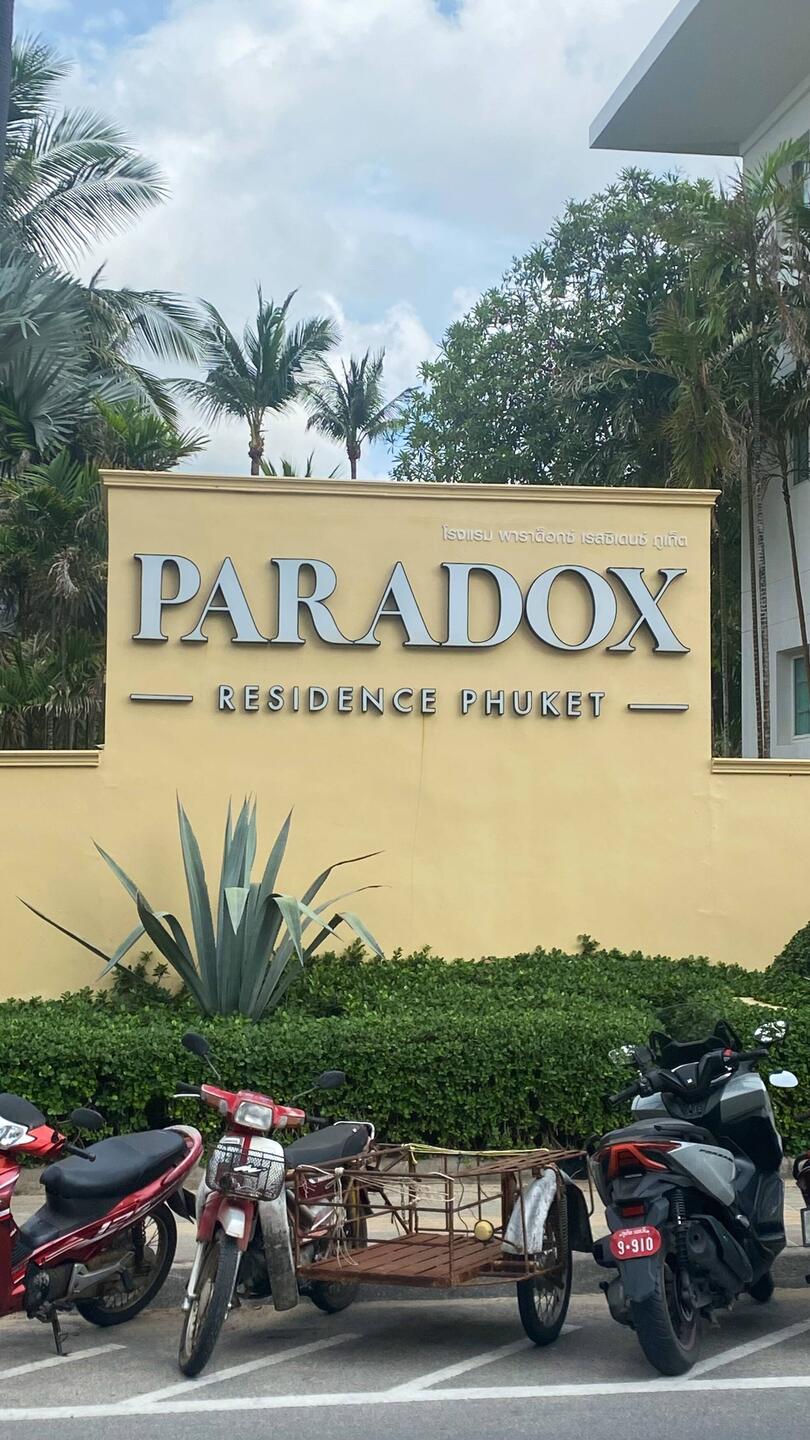 โรงแรม พาราด็อกซ์ เรสซิเดนซ์ ภูเก็ต
PARADOX
RESIDENCE PHUKET
9-910